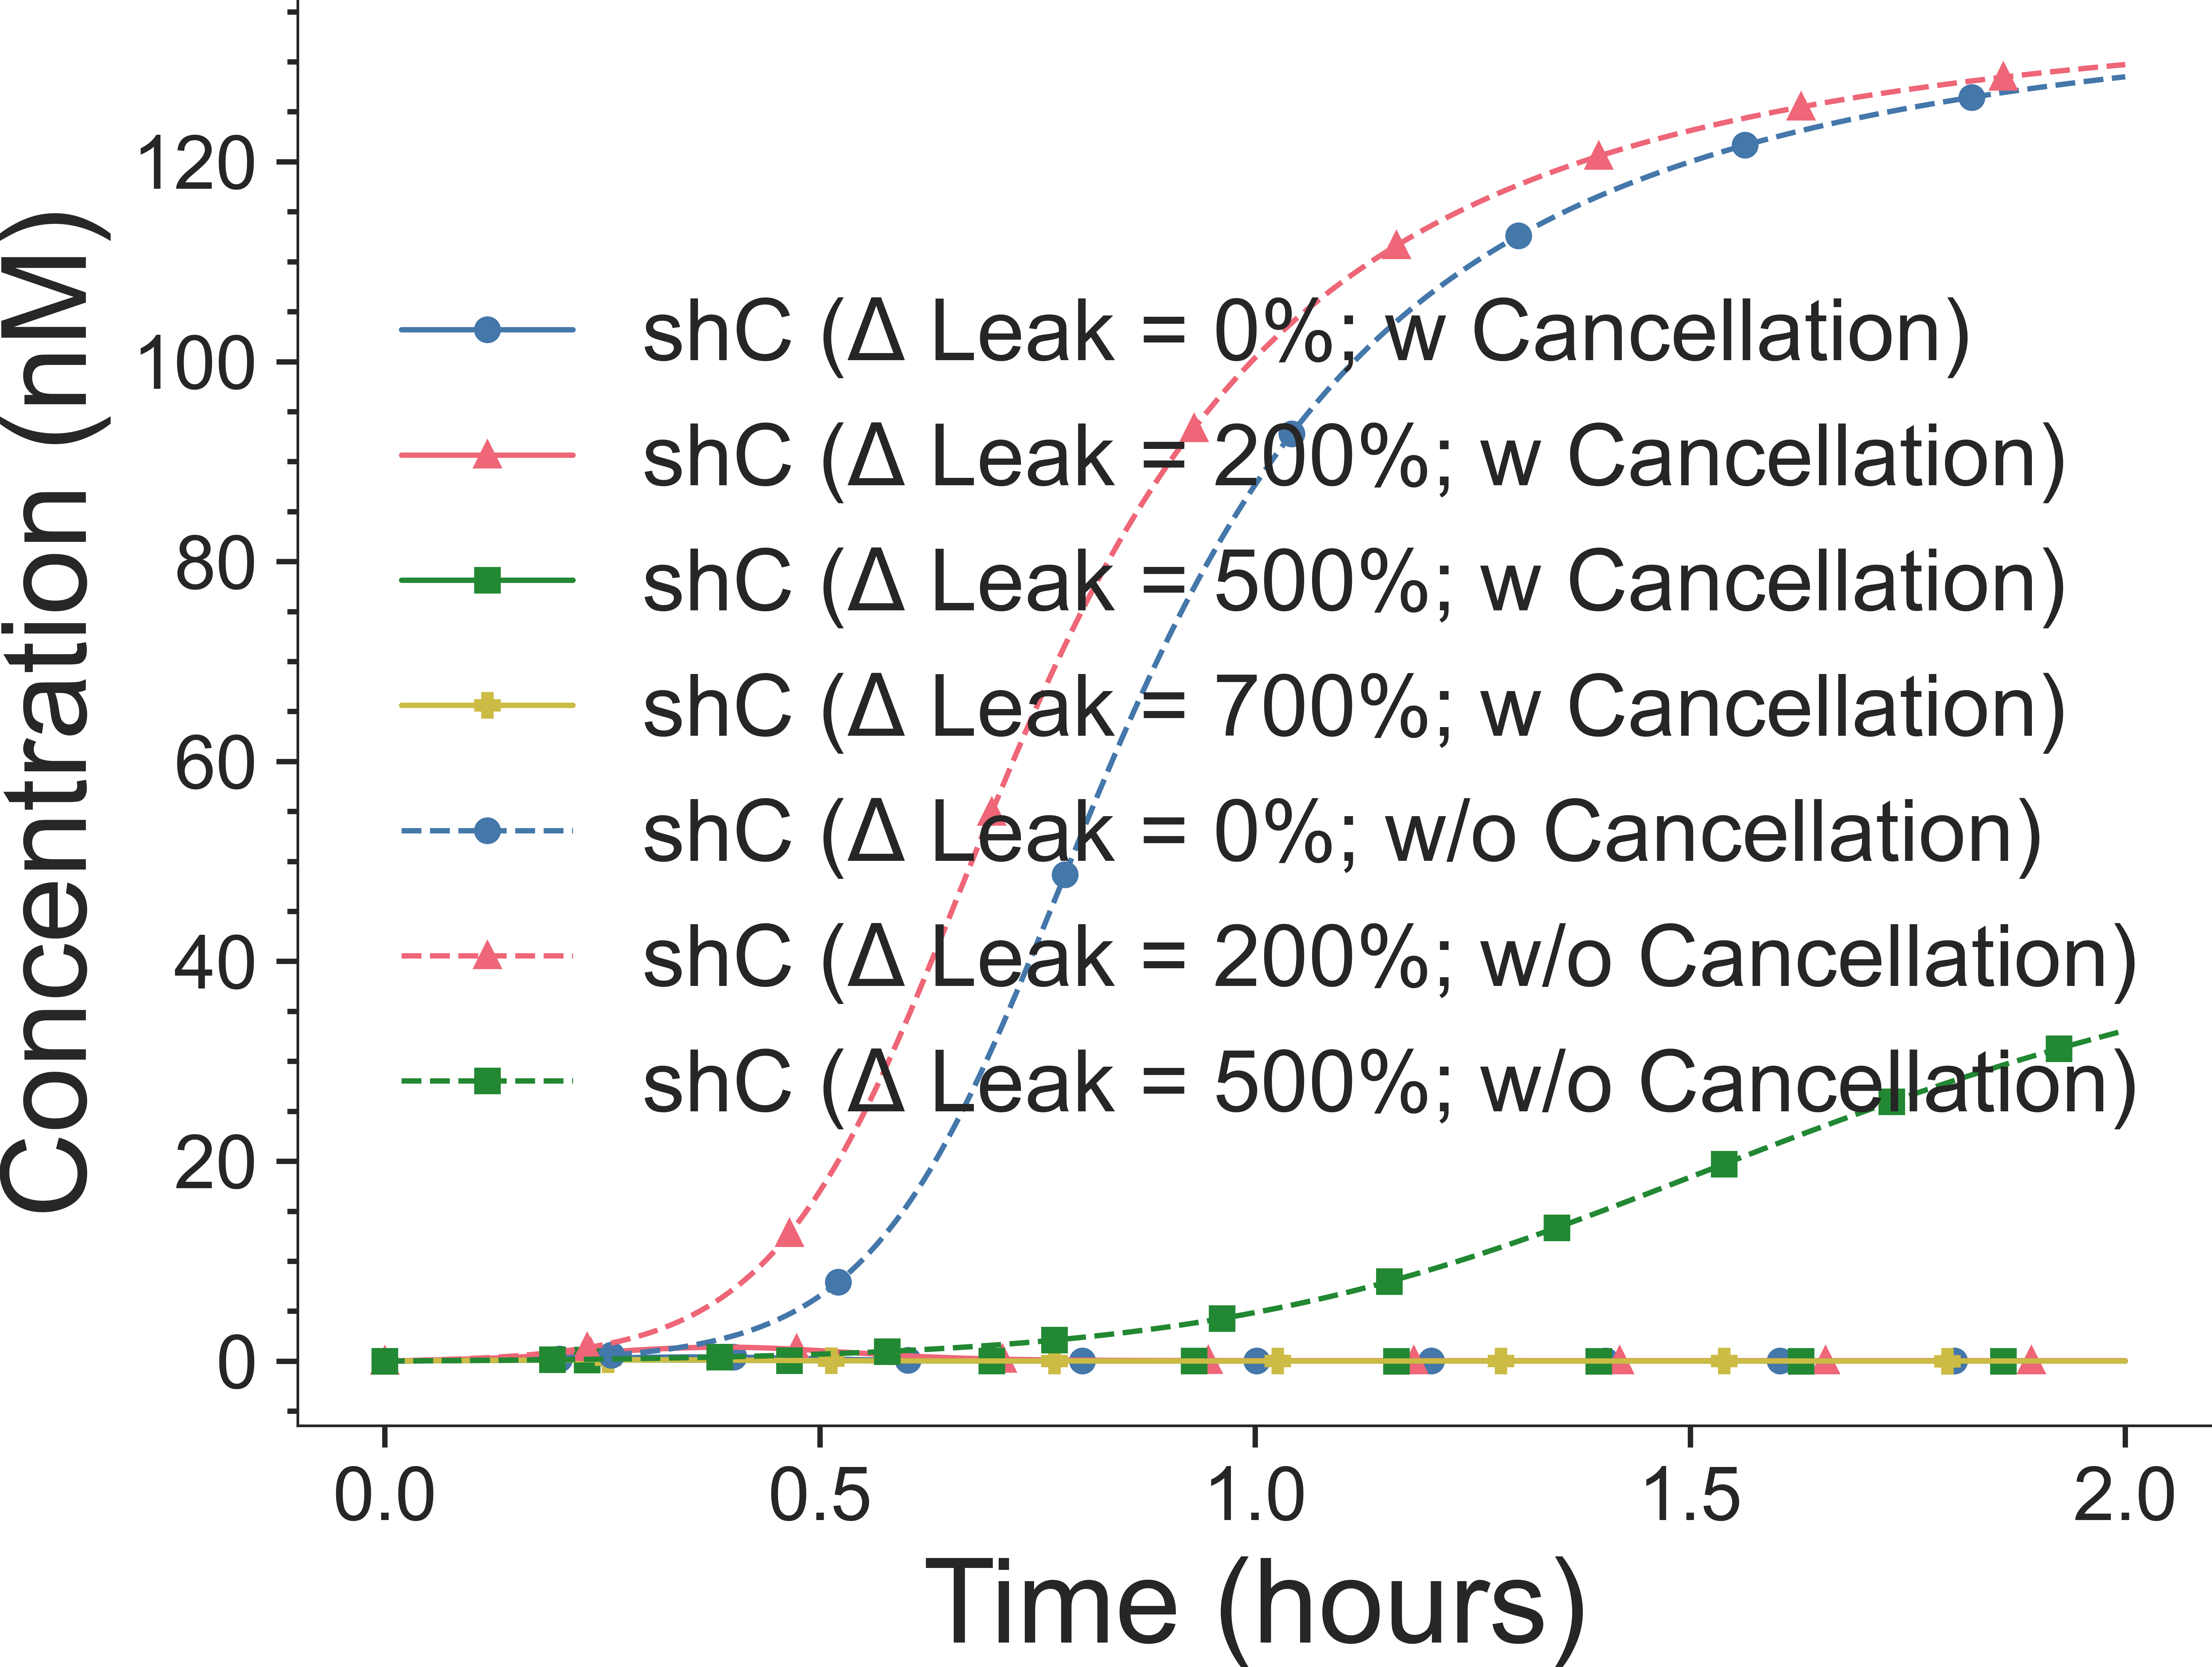 Concentration (nM)
120
100
80
60
40
20
0
shC (Δ Leak = 0%; w Cancellation)
shC (Δ Leak = 200%; w Cancellation)
shC (Δ Leak = 500%; w Cancellation)
shC (Δ Leak = 700%; w Cancellation)
shC (Δ Leak = 0%; w/o Cancellation)
shC (Δ Leak = 200%; w/o Cancellation)
shC (Δ Leak = 500%; w/o Cancellation)
0.0 0.5 1.0 1.5 2.0
Time (hours)